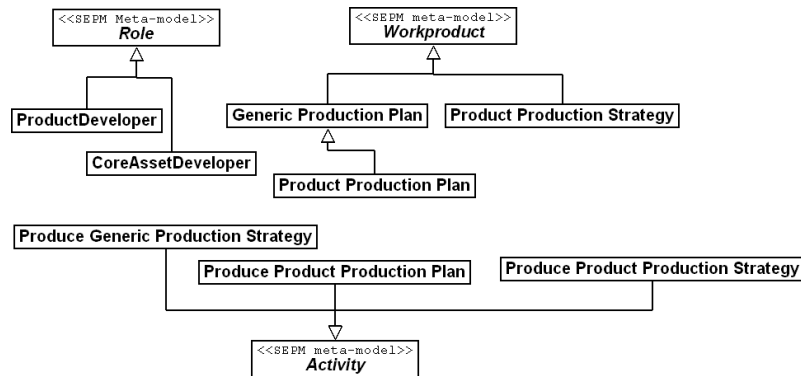 <<SEPM Meta-model>>
Role
<<SEPM meta-model>>
Workproduct
ProductDeveloper
Generic Production Plan
Product Production Strategy
CoreAssetDeveloper
Product Production Plan
Produce Generic Production Strategy
Produce Product Production Plan
Produce Product Production Strategy
<<SEPM meta-model>>
Activity